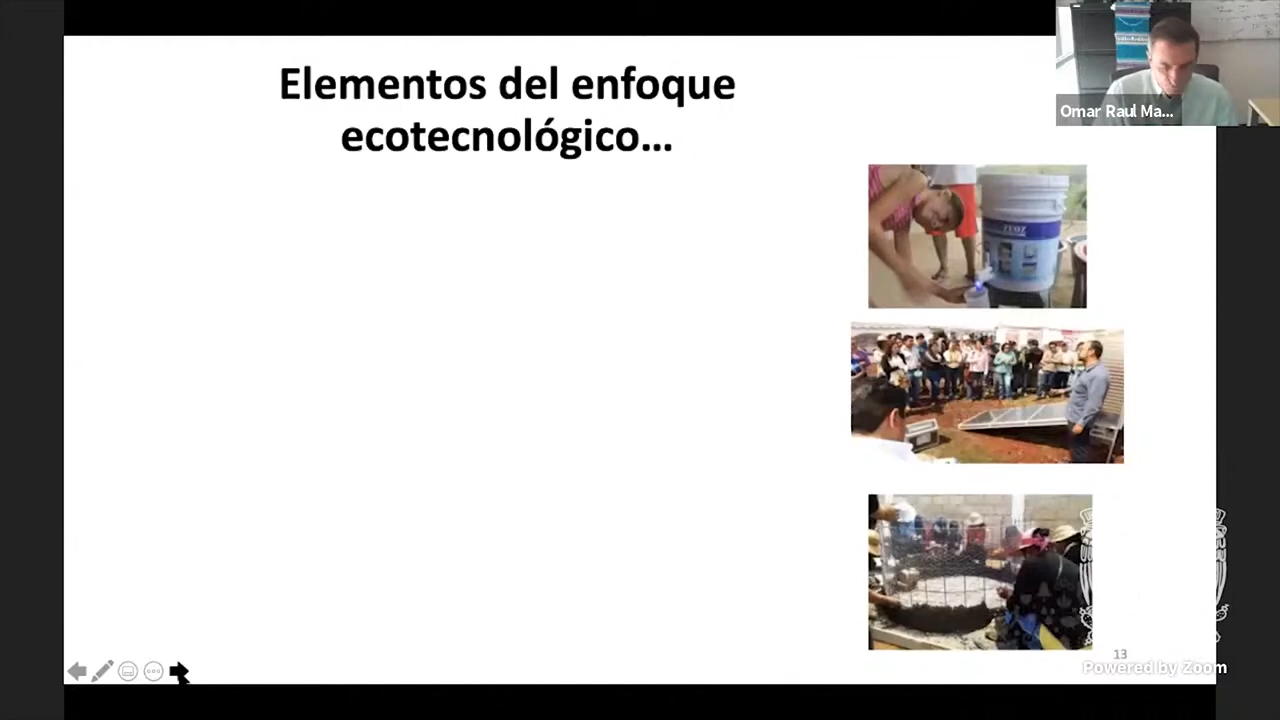 Elementos del enfoque
ecotecnológico...
Omar Raul Ma...
13
Powered by Zoom